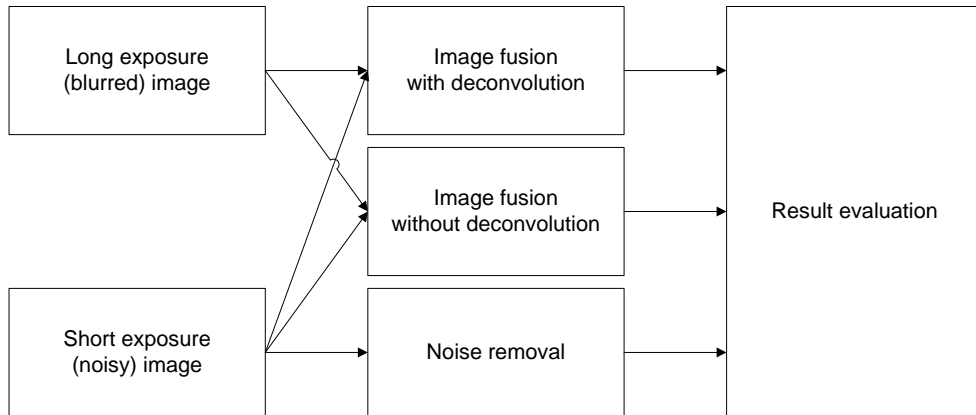 Long exposure
(blurred) image
Image fusion
with deconvolution
Image fusion
without deconvolution
Result evaluation
Short exposure
(noisy) image
Noise removal